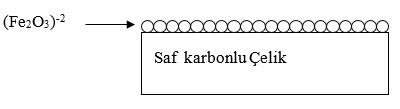 (Fe₂O₃)⁻²
Saf karbonlu Çelik